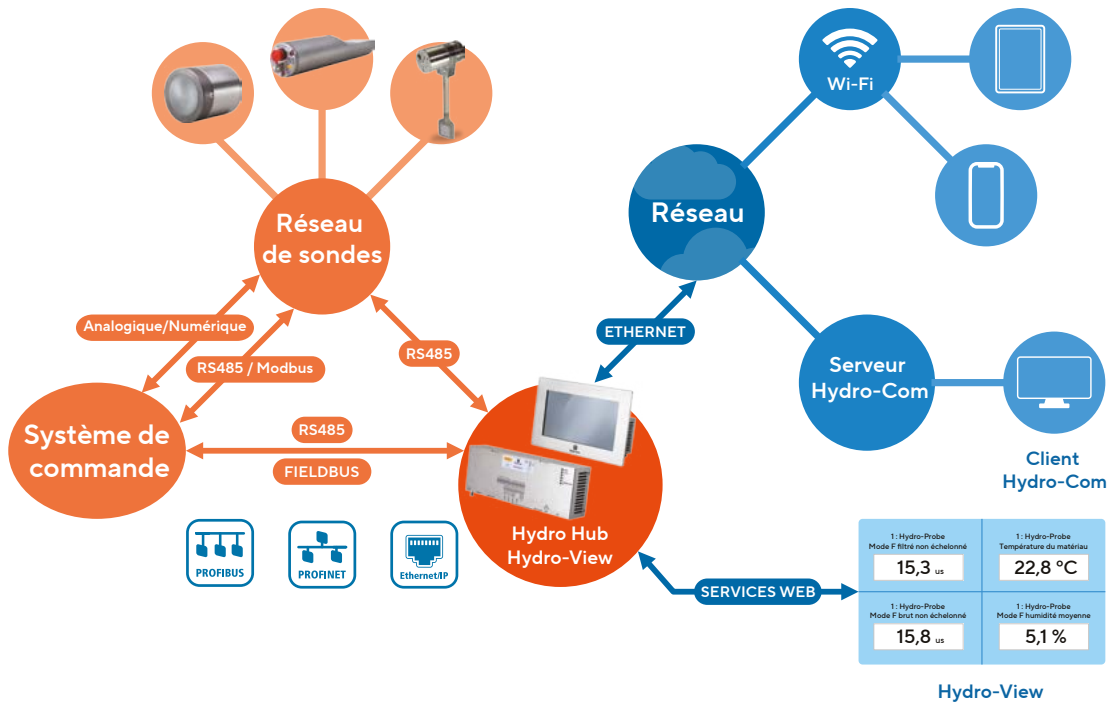 Wi-Fi
Réseau
de sondes
Réseau
Analogique/Numérique
RS485 / Modbus
RS485
ETHERNET
Serveur
Hydro-Com
Système de
commande
RS485
FIELDBUS
Client
Hydro-Com
Hydro Hub
Hydro-View
PROFIBUS
PROFINET
Ethernet/IP
SERVICES WEB
1 : Hydro-Probe
Mode F filtré non échelonné
15,3 us
1 : Hydro-Probe
Température du matériau
22,8 °C
1 : Hydro-Probe
Mode F brut non échelonné
15,8 us
1 : Hydro-Probe
Mode F humidité moyenne
5,1 %
Hydro-View